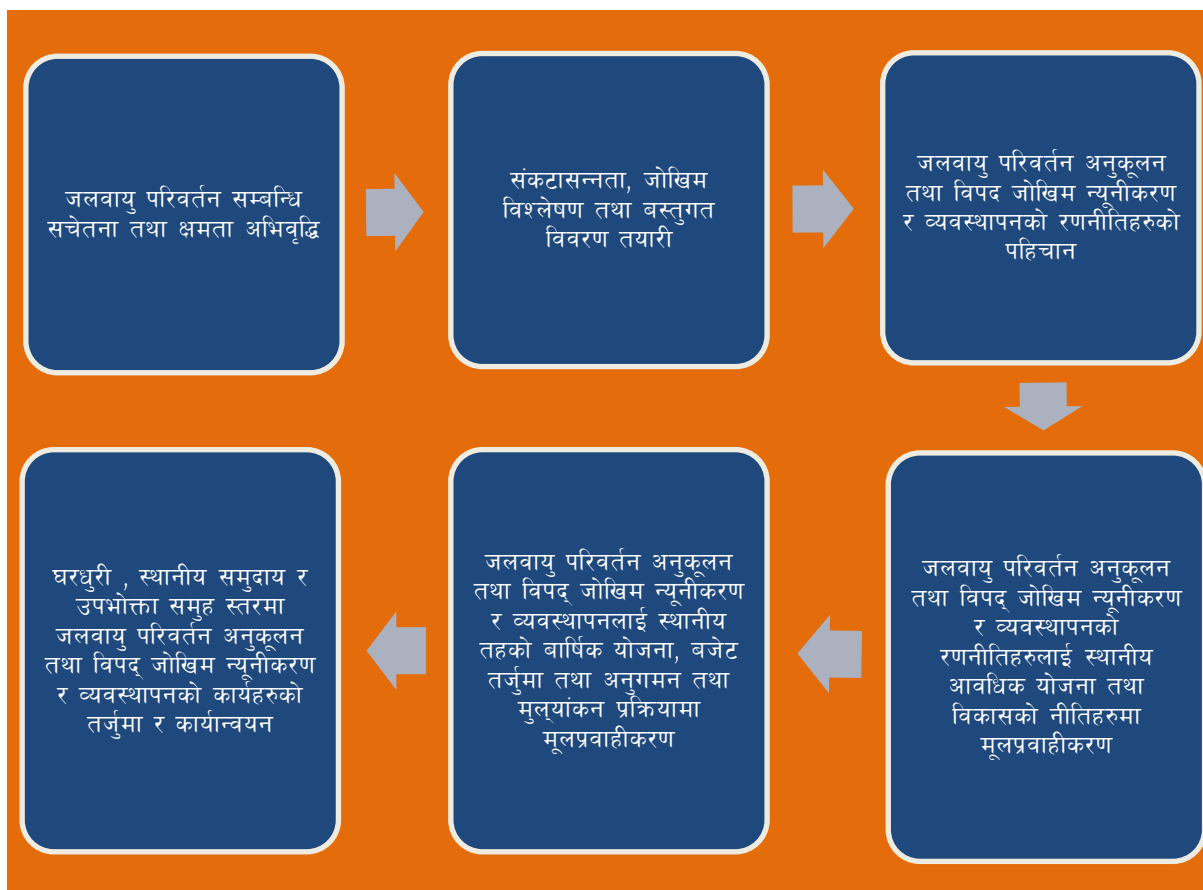 जलवायु परिवर्तन सम्बन्धि
सचेतना तथा क्षमता अभिवृद्धि
संकटासन्नता, जोखिम
विश्लेषण तथा बस्तुगत
विवरण तयारी
जलवायु परिवर्तन अनुकूलन
तथा विपद जोखिम न्यूनीकरण
र व्यवस्थापनको रणनीतिहरुको
पहिचान
जलवायु परिवर्तन अनुकूलन
तथा विपद् जोखिम न्यूनीकरण
र व्यवस्थापनको
रणनीतिहरुलाई स्थानीय
आवधिक योजना तथा
विकासको नीतिहरुमा
मूलप्रवाहीकरण
जलवायु परिवर्तन अनुकूलन
तथा विपद् जोखिम न्यूनीकरण
र व्यवस्थापनलाई स्थानीय
तहको बार्षिक योजना, बजेट
तर्जुमा तथा अनुगमन तथा
मुल्यांकन प्रक्रियामा
मूलप्रवाहीकरण
घरधुरी , स्थानीय समुदाय र
उपभोक्ता समुह स्तरमा
जलवायु परिवर्तन अनुकूलन
तथा विपद् जोखिम न्यूनीकरण
र व्यवस्थापनको कार्यहरुको
तर्जुमा र कार्यान्वयन